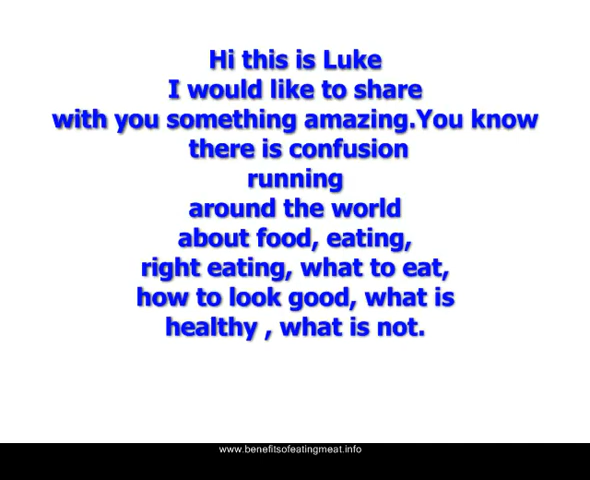 Hi this is Luke
I would like to share
with you something amazing.You know
there is confusion
running
around the world
about food, eating,
right eating, what to eat,
how to look good, what is
healthy , what is not.
www.benefitsofeatingmeat.info